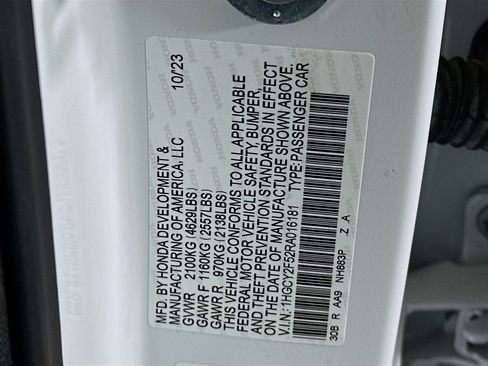 MFD. BY HONDA DEVELOPMENT &
MANUFACTURING OF AMERICA, LLC 10/23
GVWR 2100KG (4629LBS)
GAWR F 1160KG (2557LBS)
GAWR R 970KG (2138LBS)
THIS VEHICLE CONFORMS TO ALL APPLICABLE
FEDERAL MOTOR VEHICLE SAFETY, BUMPER,
AND THEFT PREVENTION STANDARDS IN EFFECT
ON THE DATE OF MANUFACTURE SHOWN ABOVE.
V.I.N.: 1HGCY2F52RA016181 TYPE:PASSENGER CAR
30B R AA9 NH883P Z A